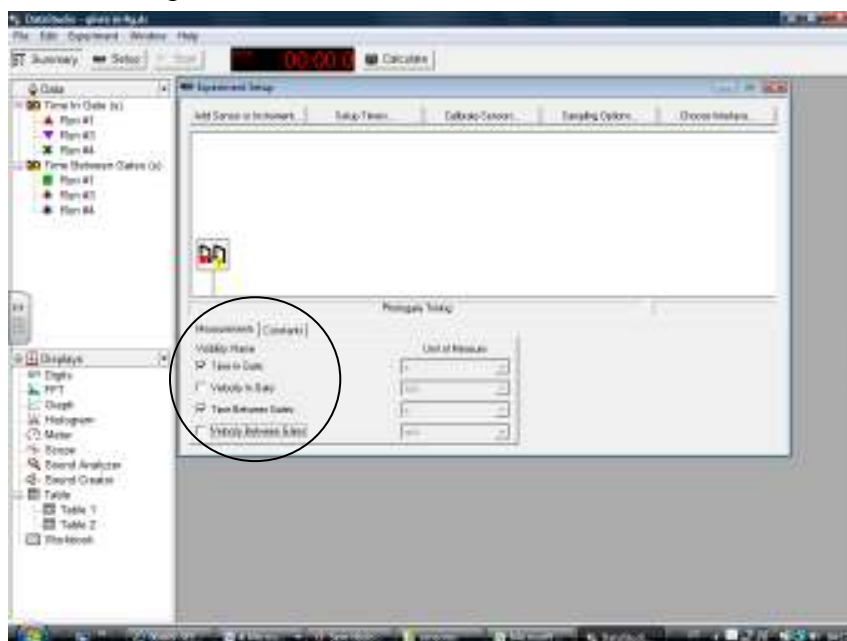 DataStudio
File Edit Experiment Window Help
Summary Setup Start 00:00.0 Calculate
Data
Time In Gate (s)
Run #1
Run #3
Run #4
Time Between Gates (s)
Run #1
Run #3
Run #4
Displays
Digits
FFT
Graph
Histogram
Meter
Scope
Sound Analyzer
Sound Creator
Table
Table 1
Table 2
Workbook
Experiment Setup
Add Sensor or Instrument... Setup Timers... Calibrate Sensors... Sampling Options... Choose Interface...
Photogate Timing
Measurements Constants
Visibility Name Unit of Measure
Time In Gate s
Velocity In Gate
Time Between Gates s
Velocity Between Gates